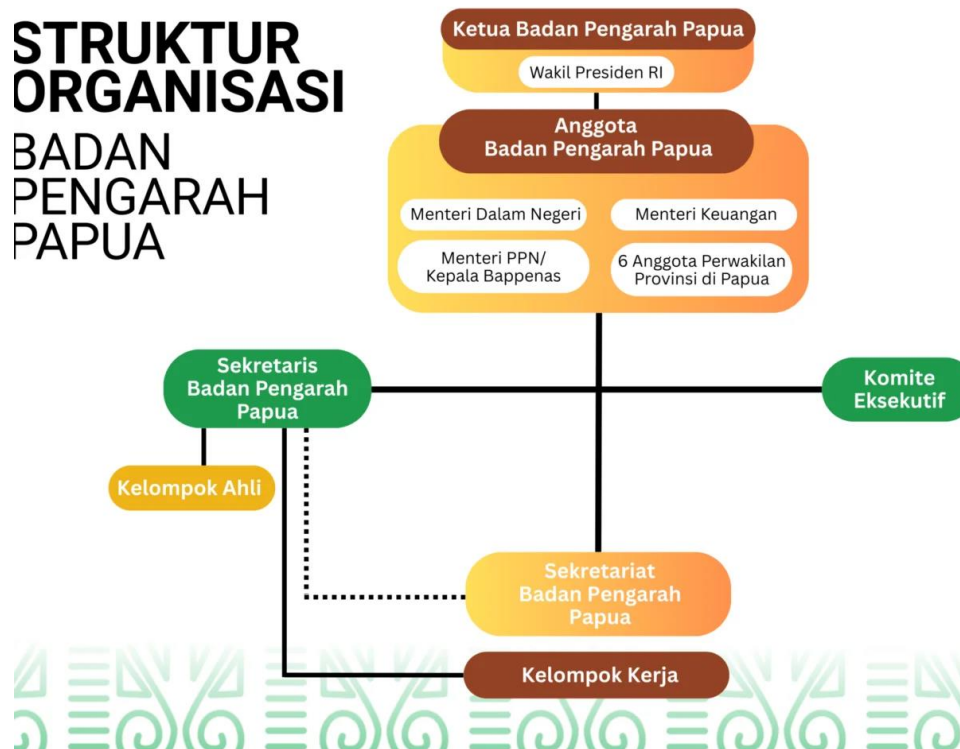 STRUKTUR
ORGANISASI
BADAN
PENGARAH
PAPUA
Ketua Badan Pengarah Papua
Wakil Presiden RI
Anggota
Badan Pengarah Papua
Menteri Dalam Negeri
Menteri Keuangan
Menteri PPN/
Kepala Bappenas
6 Anggota Perwakilan
Provinsi di Papua
Sekretaris
Badan Pengarah
Papua
Komite
Eksekutif
Kelompok Ahli
Sekretariat
Badan Pengarah
Papua
Kelompok Kerja